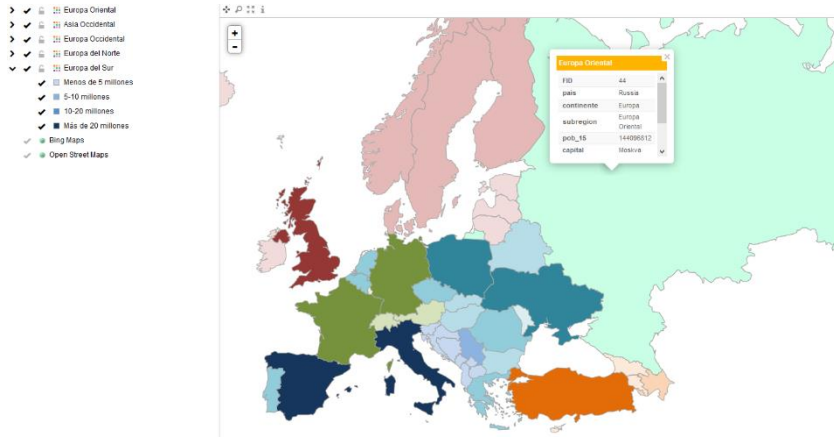 Europa Oriental
Asia Occidental
Europa Occidental
Europa del Norte
Europa del Sur
Menos de 5 millones
5-10 millones
10-20 millones
Más de 20 millones
Bing Maps
Open Street Maps
+
-
Europa Oriental
FID 44
pais Russia
continente Europa
subregion Europa Oriental
pob_15 144096812
capital Moskva